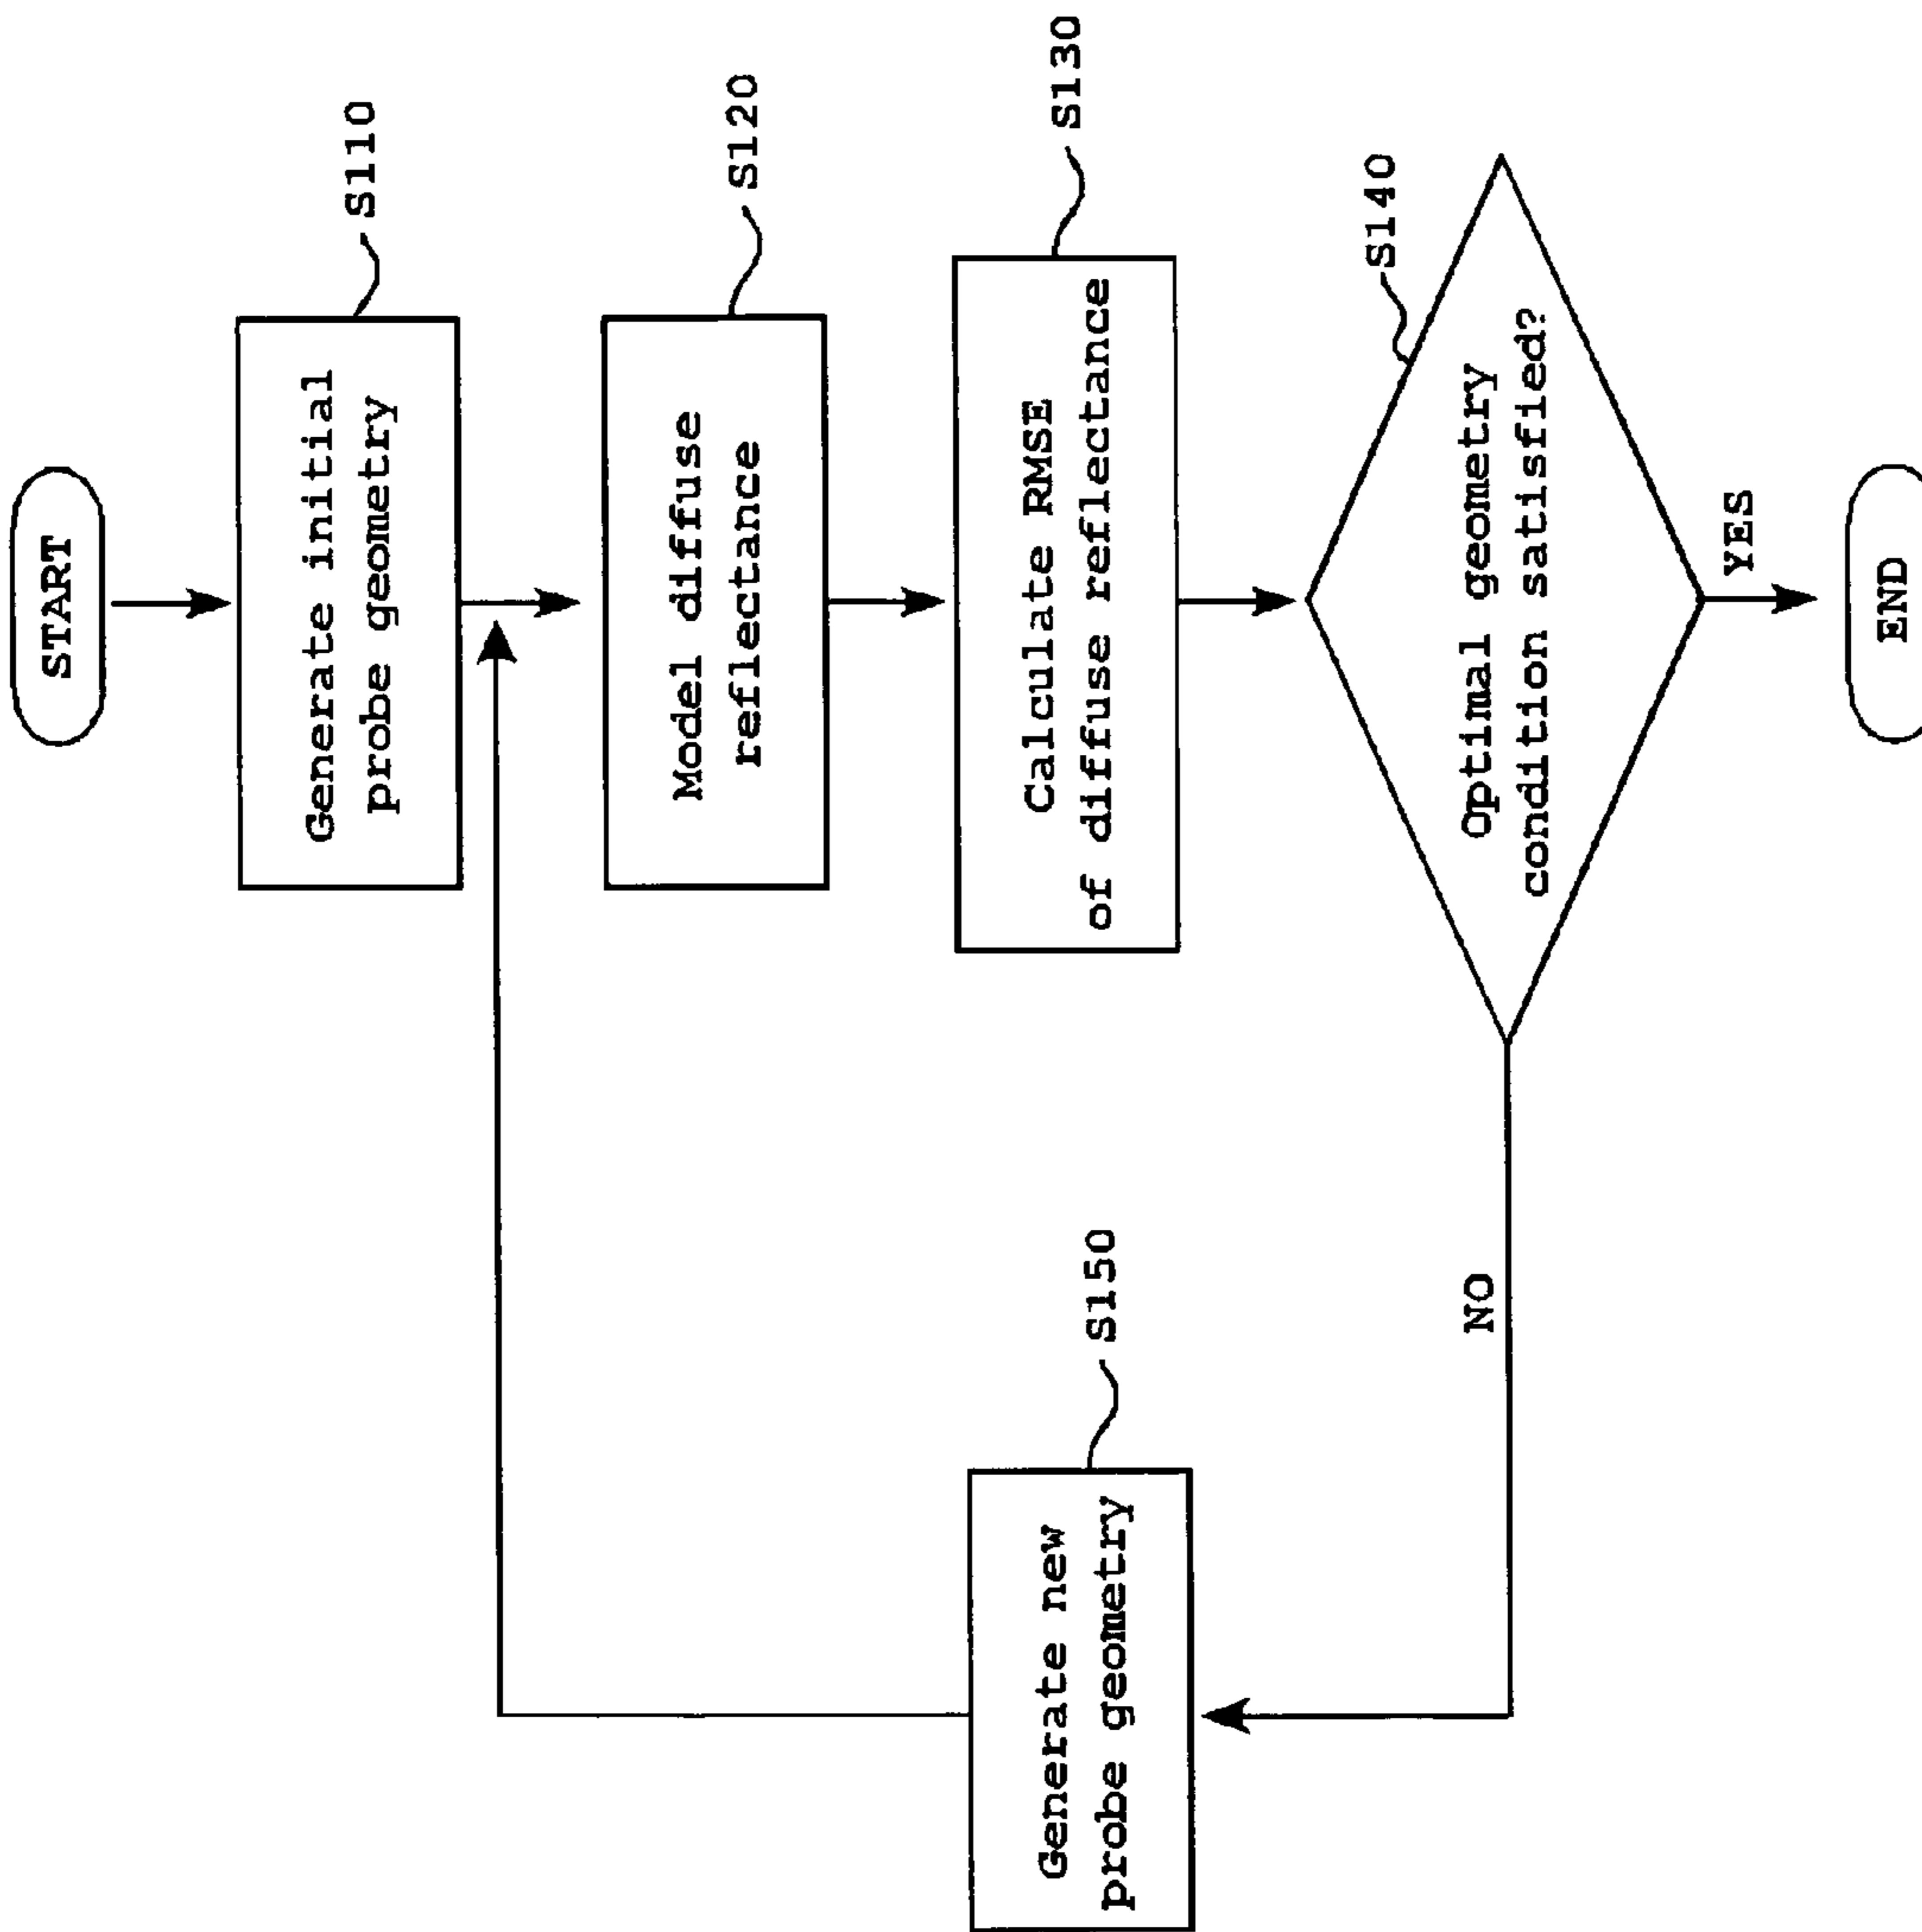 START
Generate initial
probe geometry
S110
Model diffuse
reflectance
S120
Calculate RMSE
of diffuse reflectance
S130
Optimal geometry
condition satisfied?
S140
YES
END
NO
Generate new
probe geometry
S150